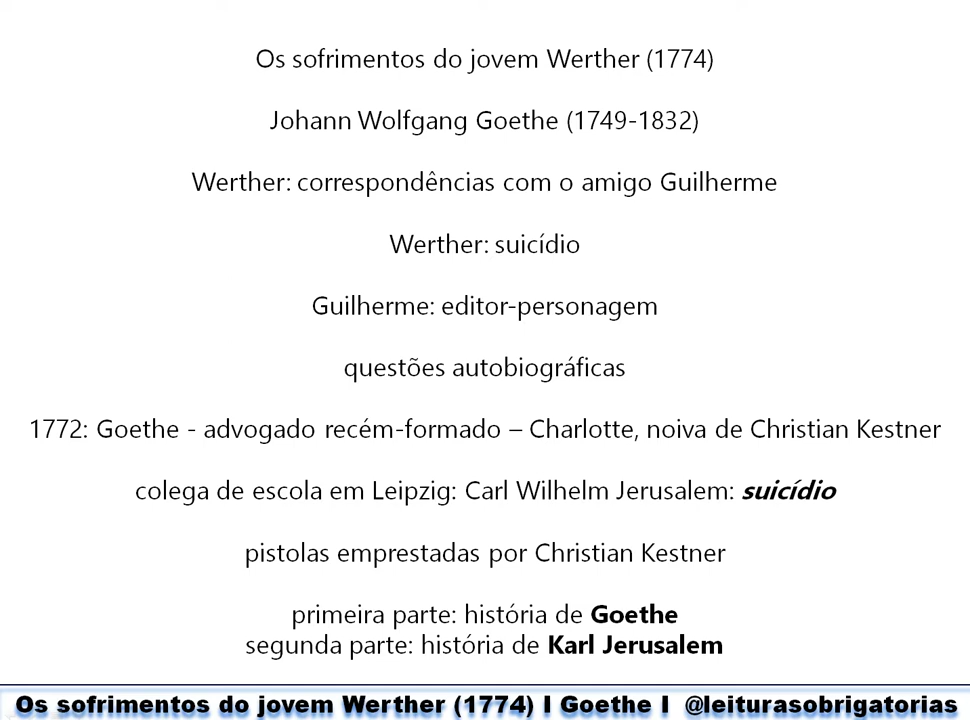 Os sofrimentos do jovem Werther (1774)
Johann Wolfgang Goethe (1749-1832)
Werther: correspondências com o amigo Guilherme
Werther: suicídio
Guilherme: editor-personagem
questões autobiográficas
1772: Goethe - advogado recém-formado – Charlotte, noiva de Christian Kestner
colega de escola em Leipzig: Carl Wilhelm Jerusalem: suicídio
pistolas emprestadas por Christian Kestner
primeira parte: história de Goethe
segunda parte: história de Karl Jerusalem
Os sofrimentos do jovem Werther (1774) I Goethe I @leiturasobrigatorias